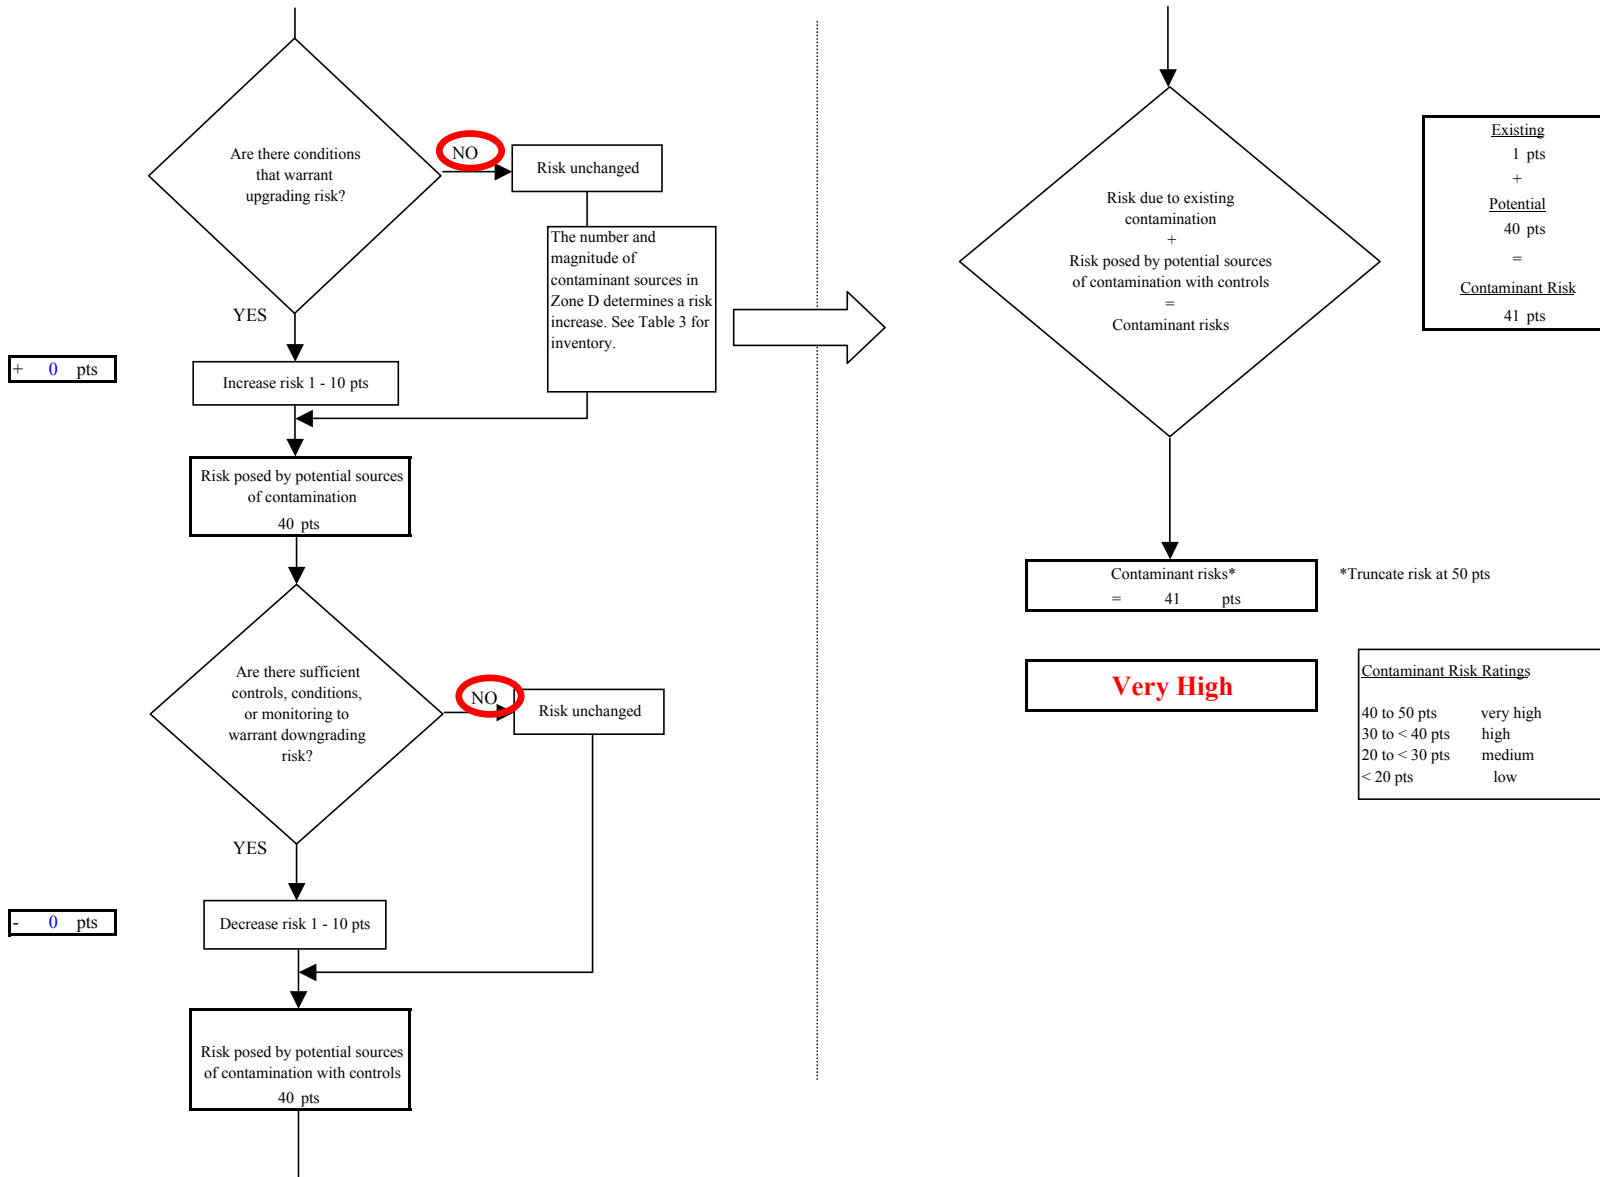 Are there conditions
that warrant
upgrading risk?
NO
Risk unchanged
The number and
magnitude of
contaminant sources in
Zone D determines a risk
increase. See Table 3 for
inventory.
YES
+ 0 pts
Increase risk 1 - 10 pts
Risk posed by potential sources
of contamination
40 pts
Are there sufficient
controls, conditions,
or monitoring to
warrant downgrading
risk?
NO
Risk unchanged
YES
- 0 pts
Decrease risk 1 - 10 pts
Risk posed by potential sources
of contamination with controls
40 pts
Risk due to existing
contamination
+
Risk posed by potential sources
of contamination with controls
=
Contaminant risks
Existing
1 pts
+
Potential
40 pts
=
Contaminant Risk
41 pts
Contaminant risks*
= 41 pts
*Truncate risk at 50 pts
Very High
Contaminant Risk Ratings
40 to 50 pts very high
30 to < 40 pts high
20 to < 30 pts medium
< 20 pts low